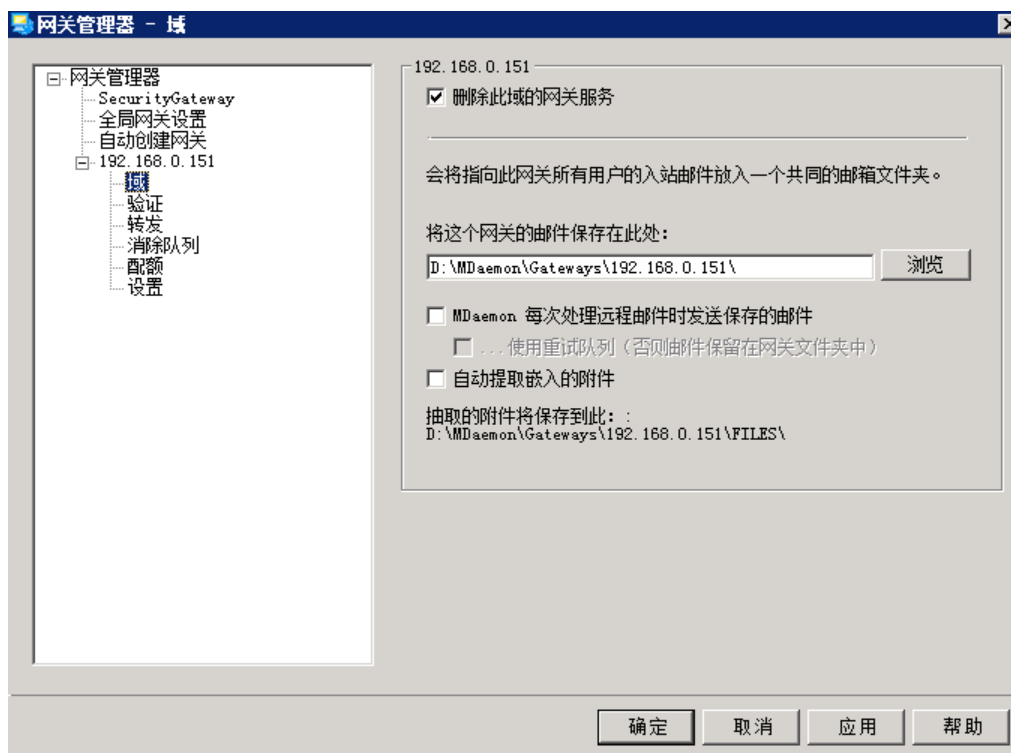 网关管理器 - 域
网关管理器
SecurityGateway
全局网关设置
自动创建网关
192.168.0.151
域
验证
转发
消除队列
配额
设置
192.168.0.151
删除此域的网关服务
会将指向此网关所有用户的入站邮件放入一个共同的邮箱文件夹。
将这个网关的邮件保存在此处:
D:\MDaemon\Gateways\192.168.0.151\
浏览
MDaemon 每次处理远程邮件时发送保存的邮件
...使用重试队列(否则邮件保留在网关文件夹中)
自动提取嵌入的附件
抽取的附件将保存到此: :
D:\MDaemon\Gateways\192.168.0.151\FILES\
确定 取消 应用 帮助